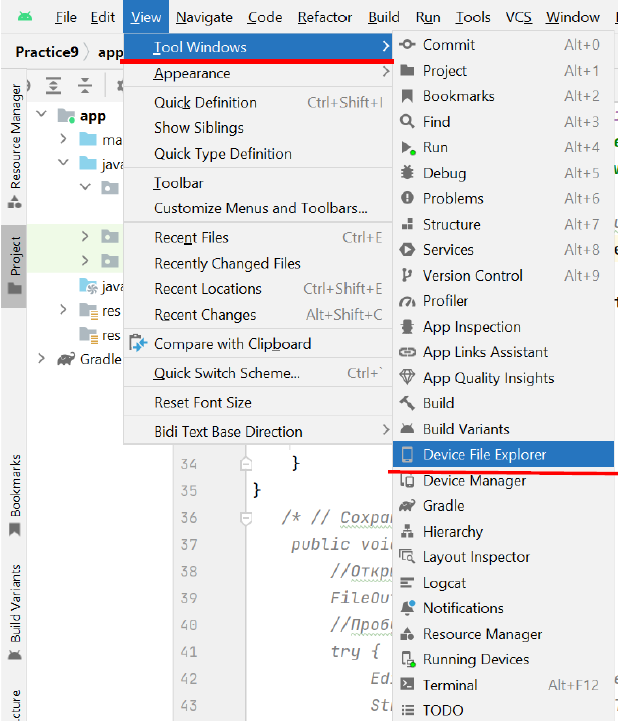 File Edit View Navigate Code Refactor Build Run Tools VCS Window
Practice9 app
Resource Manager
Project
Bookmarks
Build Variants
app
java
res
res
Gradle
Tool Windows
Appearance
Quick Definition Ctrl+Shift+I
Show Siblings
Quick Type Definition
Toolbar
Customize Menus and Toolbars...
Recent Files Ctrl+E
Recently Changed Files
Recent Locations Ctrl+Shift+E
Recent Changes Alt+Shift+C
Compare with Clipboard
Quick Switch Scheme... Ctrl+`
Reset Font Size
Bidi Text Base Direction
Commit Alt+0
Project Alt+1
Bookmarks Alt+2
Find Alt+3
Run Alt+4
Debug Alt+5
Problems Alt+6
Structure Alt+7
Services Alt+8
Version Control Alt+9
Profiler
App Inspection
App Links Assistant
App Quality Insights
Build
Build Variants
Device File Explorer
Device Manager
Gradle
Hierarchy
Layout Inspector
Logcat
Notifications
Resource Manager
Running Devices
Terminal Alt+F12
TODO
34 }
35 }
36 /* // Сохра
37 public void
38 //Откры
39 FileOu
40 //Проб
41 try {
42 Ed
43 St